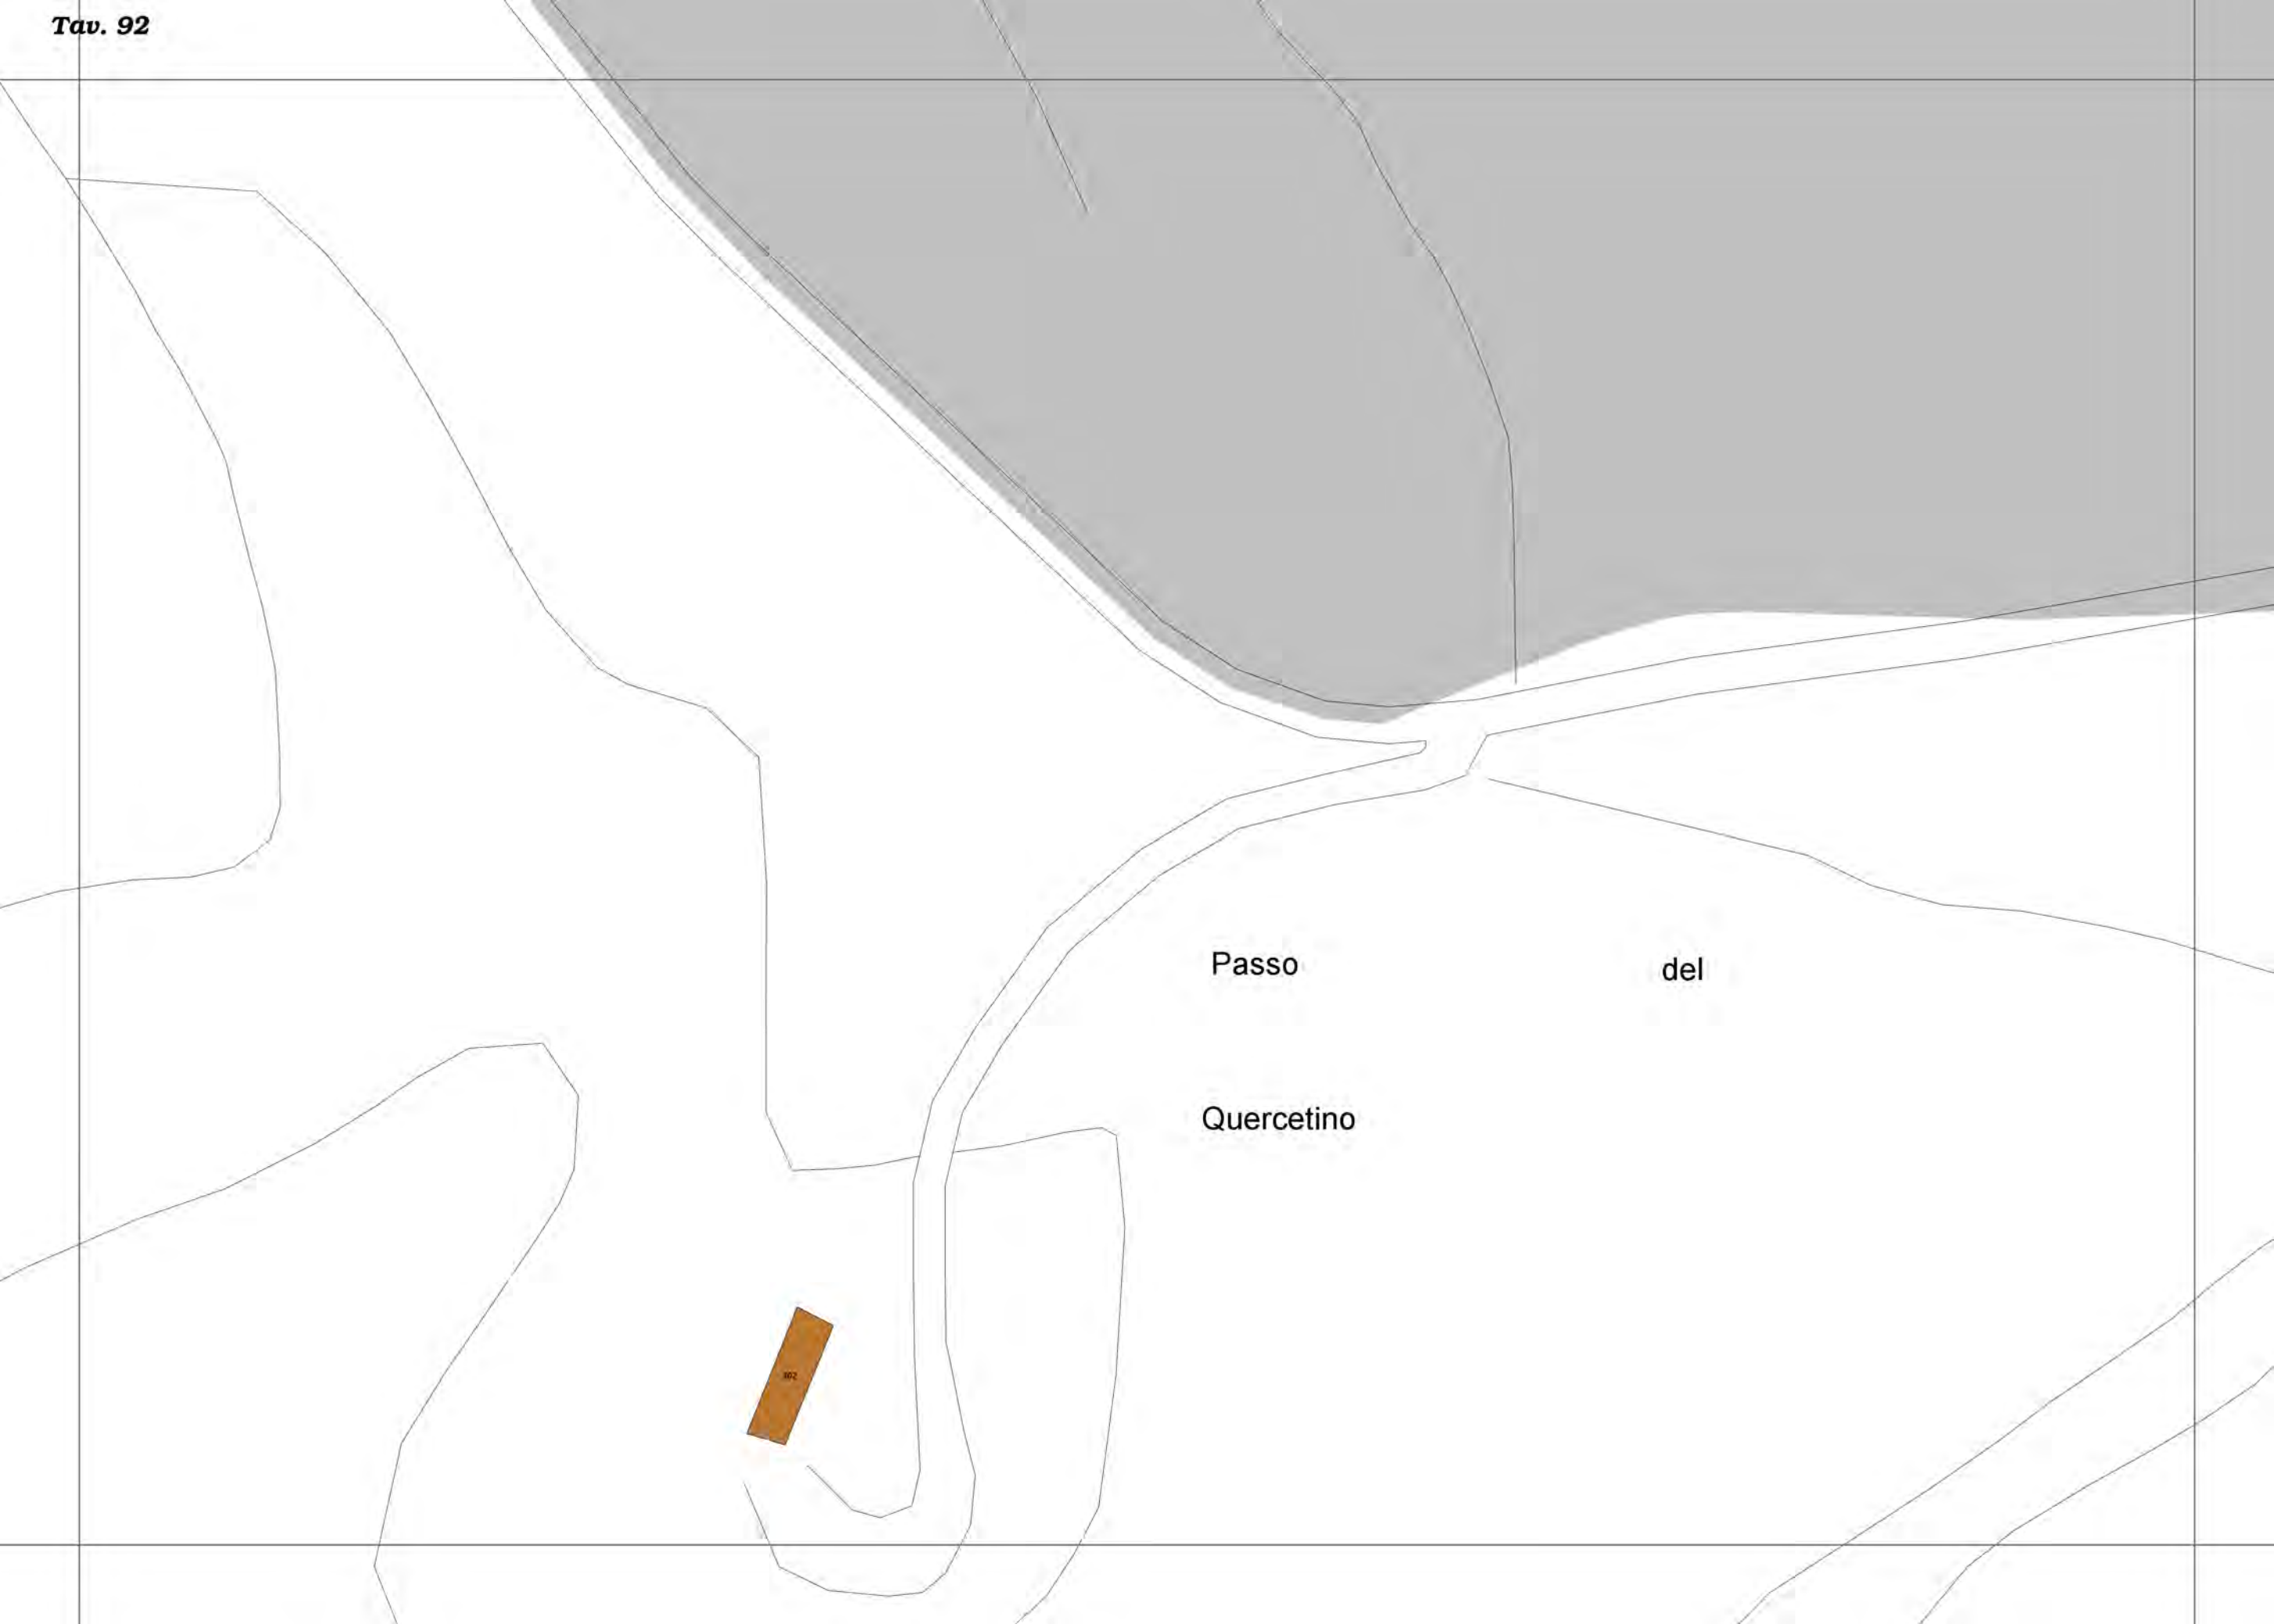 Tav. 92
Passo del
Quercetino